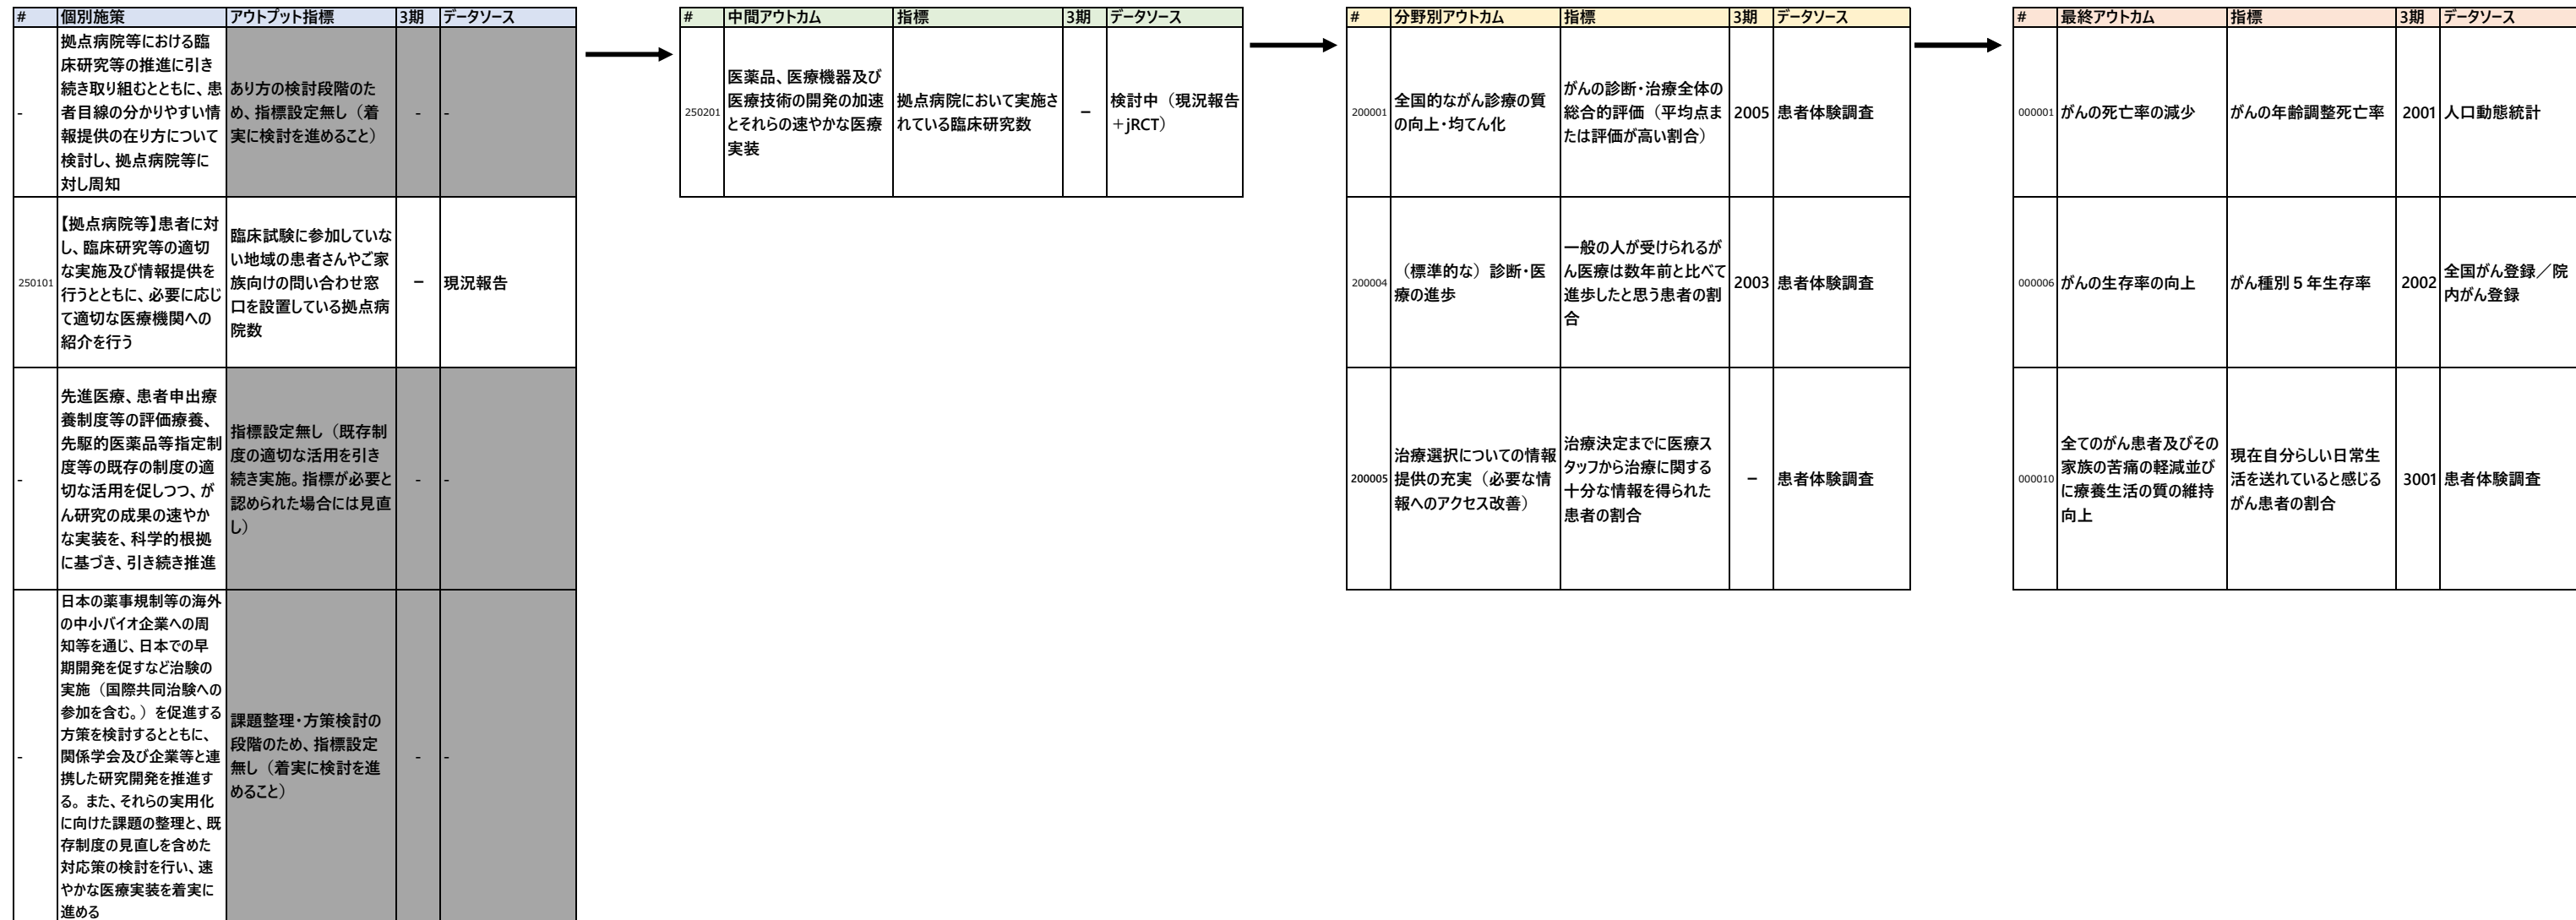 # 個別施策 アウトプット指標 3期 データソース
-
拠点病院等における臨
床研究等の推進に引き
続き取り組むとともに、患
者目線の分かりやすい情
報提供の在り方について
検討し、拠点病院等に
対し周知
あり方の検討段階のた
め、指標設定無し（着
実に検討を進めること）
-
-
250101
【拠点病院等】患者に対
し、臨床研究等の適切
な実施及び情報提供を
行うとともに、必要に応じ
て適切な医療機関への
紹介を行う
臨床試験に参加していな
い地域の患者さんやご家
族向けの問い合わせ窓
口を設置している拠点病
院数
－
現況報告
-
先進医療、患者申出療
養制度等の評価療養、
先駆的医薬品等指定制
度等の既存の制度の適
切な活用を促しつつ、が
ん研究の成果の速やか
な実装を、科学的根拠
に基づき、引き続き推進
指標設定無し（既存制
度の適切な活用を引き
続き実施。指標が必要と
認められた場合には見直
し）
-
-
-
日本の薬事規制等の海外
の中小バイオ企業への周
知等を通じ、日本での早
期開発を促すなど治験の
実施（国際共同治験への
参加を含む。）を促進する
方策を検討するとともに、
関係学会及び企業等と連
携した研究開発を推進す
る。また、それらの実用化
に向けた課題の整理と、既
存制度の見直しを含めた
対応策の検討を行い、速
やかな医療実装を着実に
進める
課題整理・方策検討の
段階のため、指標設定
無し（着実に検討を進
めること）
-
-
# 中間アウトカム 指標 3期 データソース
250201
医薬品、医療機器及び
医療技術の開発の加速
とそれらの速やかな医療
実装
拠点病院において実施さ
れている臨床研究数
－
検討中（現況報告
＋jRCT）
# 分野別アウトカム 指標 3期 データソース
200001
全国的ながん診療の質
の向上・均てん化
がんの診断・治療全体の
総合的評価（平均点ま
たは評価が高い割合）
2005
患者体験調査
200004
（標準的な）診断・医
療の進歩
一般の人が受けられるが
ん医療は数年前と比べて
進歩したと思う患者の割
合
2003
患者体験調査
200005
治療選択についての情報
提供の充実（必要な情
報へのアクセス改善）
治療決定までに医療ス
タッフから治療に関する
十分な情報を得られた
患者の割合
－
患者体験調査
# 最終アウトカム 指標 3期 データソース
000001
がんの死亡率の減少
がんの年齢調整死亡率
2001
人口動態統計
000006
がんの生存率の向上
がん種別５年生存率
2002
全国がん登録／院
内がん登録
000010
全てのがん患者及びその
家族の苦痛の軽減並び
に療養生活の質の維持
向上
現在自分らしい日常生
活を送れていると感じる
がん患者の割合
3001
患者体験調査